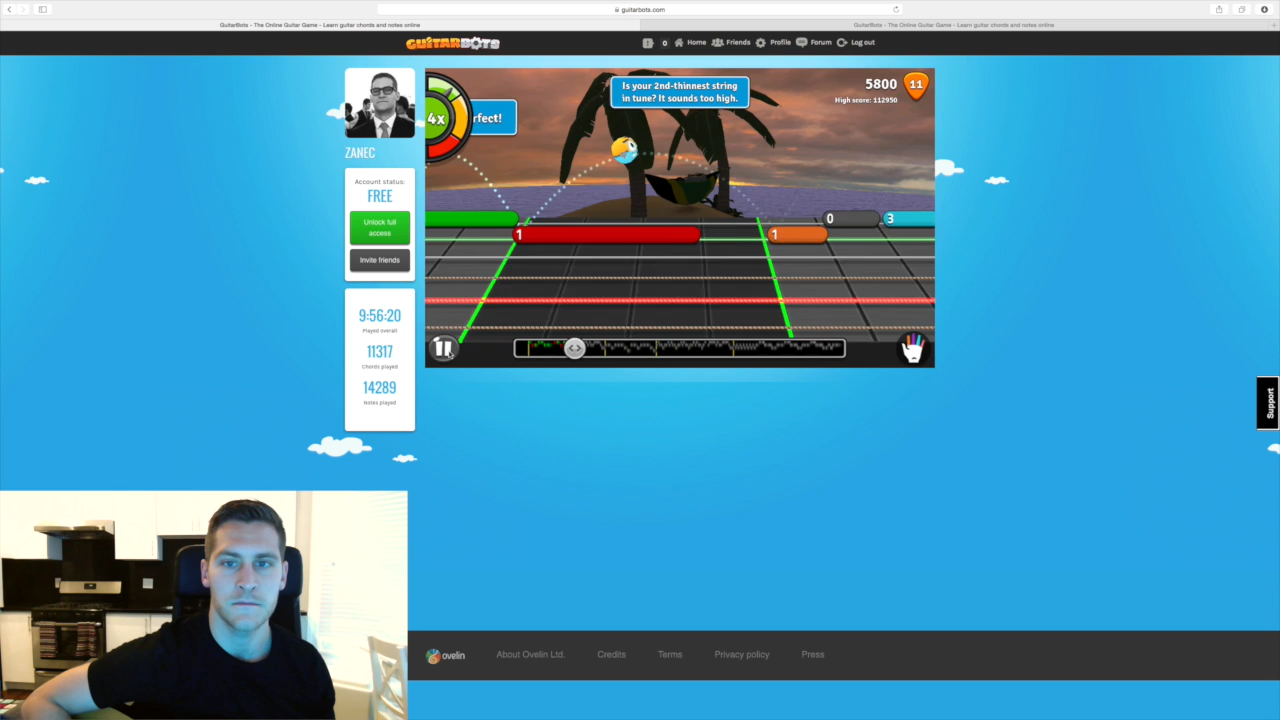 guitarbots.com
GuitarBots - The Online Guitar Game - Learn guitar chords and notes online
GuitarBots - The Online Guitar Game - Learn guitar chords and notes online
GUITARBOTS
0
Home
Friends
Profile
Forum
Log out
ZANEC
Account status:
FREE
Unlock full
access
Invite friends
9:56:20
Played overall
11317
Chords played
14289
Notes played
4x
rfect!
Is your 2nd-thinnest string
in tune? It sounds too high.
5800
11
High score: 112950
0
3
1
1
Support
ovelin
About Ovelin Ltd.
Credits
Terms
Privacy policy
Press